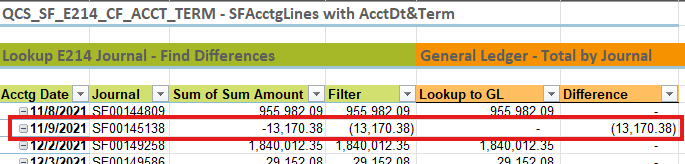 QCS_SF_E214_CF_ACCT_TERM - SFAcctgLines with AcctDt&Term
Lookup E214 Journal - Find Differences General Ledger - Total by Journal
Acctg Date Journal Sum of Sum Amount Filter Lookup to GL Difference
11/8/2021 SF00144809 955,982.09 955,982.09 955,982.09 -
11/9/2021 SF00145138 -13,170.38 (13,170.38) - (13,170.38)
12/2/2021 SF00149258 1,840,012.35 1,840,012.35 1,840,012.35 -
12/3/2021 SF00149586 29,152.08 29,152.08 29,152.08 -